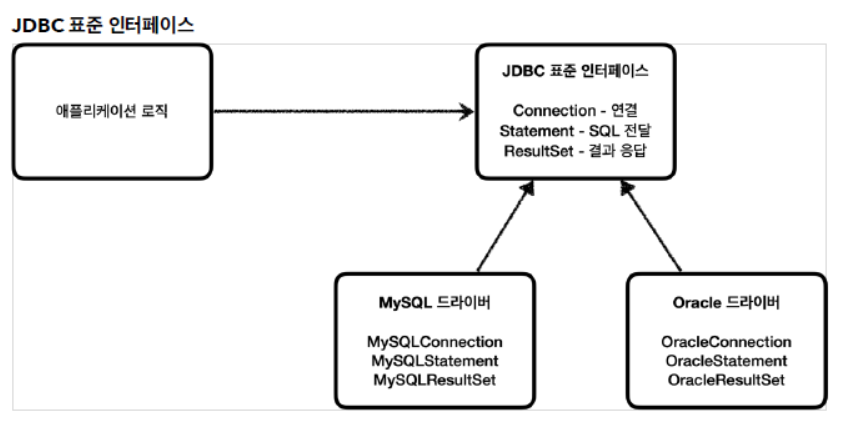 JDBC 표준 인터페이스
애플리케이션 로직
JDBC 표준 인터페이스
Connection - 연결
Statement - SQL 전달
ResultSet - 결과 응답
MySQL 드라이버
MySQLConnection
MySQLStatement
MySQLResultSet
Oracle 드라이버
OracleConnection
OracleStatement
OracleResultSet